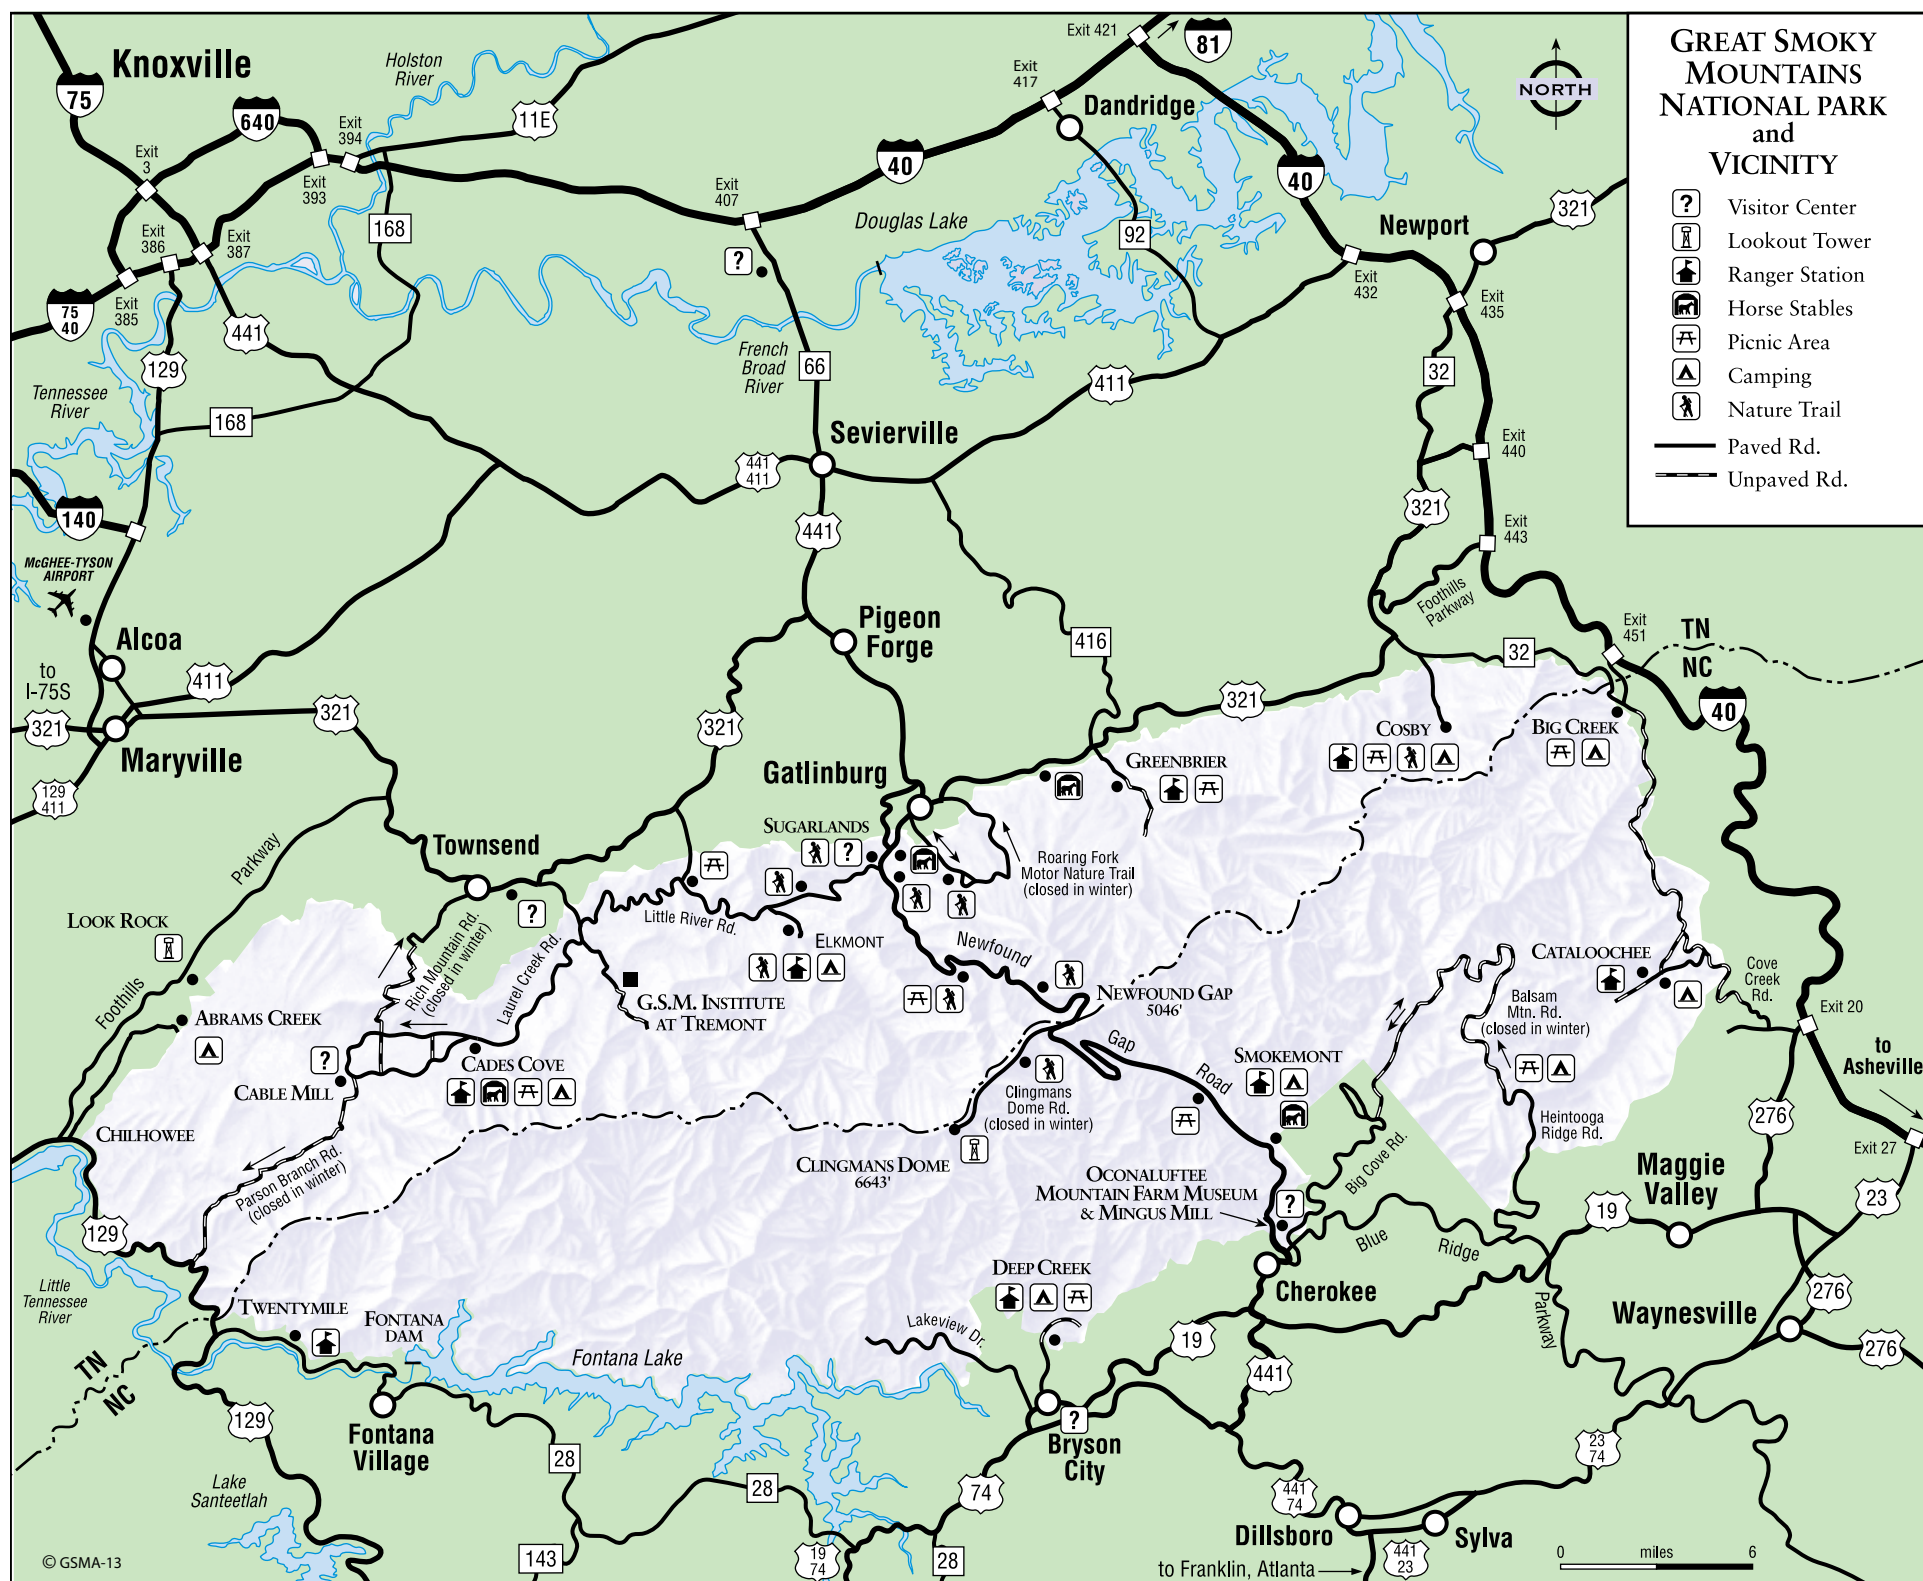 GREAT SMOKY
MOUNTAINS
NATIONAL PARK
and
VICINITY
Visitor Center
Lookout Tower
Ranger Station
Horse Stables
Picnic Area
Camping
Nature Trail
Paved Rd.
Unpaved Rd.
NORTH
Knoxville
75
640
Holston
River
11E
Exit
394
Exit
3
Exit
393
Exit
386
Exit
387
Exit
385
75
40
168
441
129
168
Tennessee
River
140
McGHEE-TYSON
AIRPORT
Alcoa
to
I-75S
411
321
321
Maryville
129
411
Exit 421
81
Exit
417
Dandridge
40
40
Exit
407
?
Douglas Lake
92
Newport
321
Exit
432
Exit
435
French
Broad
River
66
411
32
Sevierville
441
411
441
Exit
440
321
Exit
443
Foothills
Parkway
Pigeon
Forge
416
Exit
451
TN
NC
32
40
321
321
Gatlinburg
GREENBRIER
COSBY
BIG CREEK
Townsend
?
SUGARLANDS
?
Roaring Fork
Motor Nature Trail
(closed in winter)
Parkway
LOOK ROCK
Foothills
Rich Mountain Rd.
(closed in winter)
Laurel Creek Rd.
Little River Rd.
ELKMONT
Newfound
G.S.M. INSTITUTE
AT TREMONT
NEWFOUND GAP
5046'
Gap
Road
CATALOOCHEE
Cove
Creek
Rd.
Balsam
Mtn. Rd.
(closed in winter)
Exit 20
to
Asheville
ABRAMS CREEK
?
CABLE MILL
CADES COVE
Clingmans
Dome Rd.
(closed in winter)
SMOKEMONT
Heintooga
Ridge Rd.
276
Exit 27
CHILHOWEE
Parson Branch Rd.
(closed in winter)
CLINGMANS DOME
6643'
OCONALUFTEE
MOUNTAIN FARM MUSEUM
& MINGUS MILL
?
Big Cove Rd.
Maggie
Valley
19
23
Blue
Ridge
Parkway
129
Little
Tennessee
River
TWENTYMILE
FONTANA
DAM
DEEP CREEK
Cherokee
Waynesville
276
276
TN
NC
Fontana Lake
Lakeview Dr.
19
441
129
Fontana
Village
28
28
?
Bryson
City
74
23
74
Lake
Santeetlah
441
74
Dillsboro
Sylva
143
19
74
28
441
23
to Franklin, Atlanta
0 miles 6
© GSMA-13